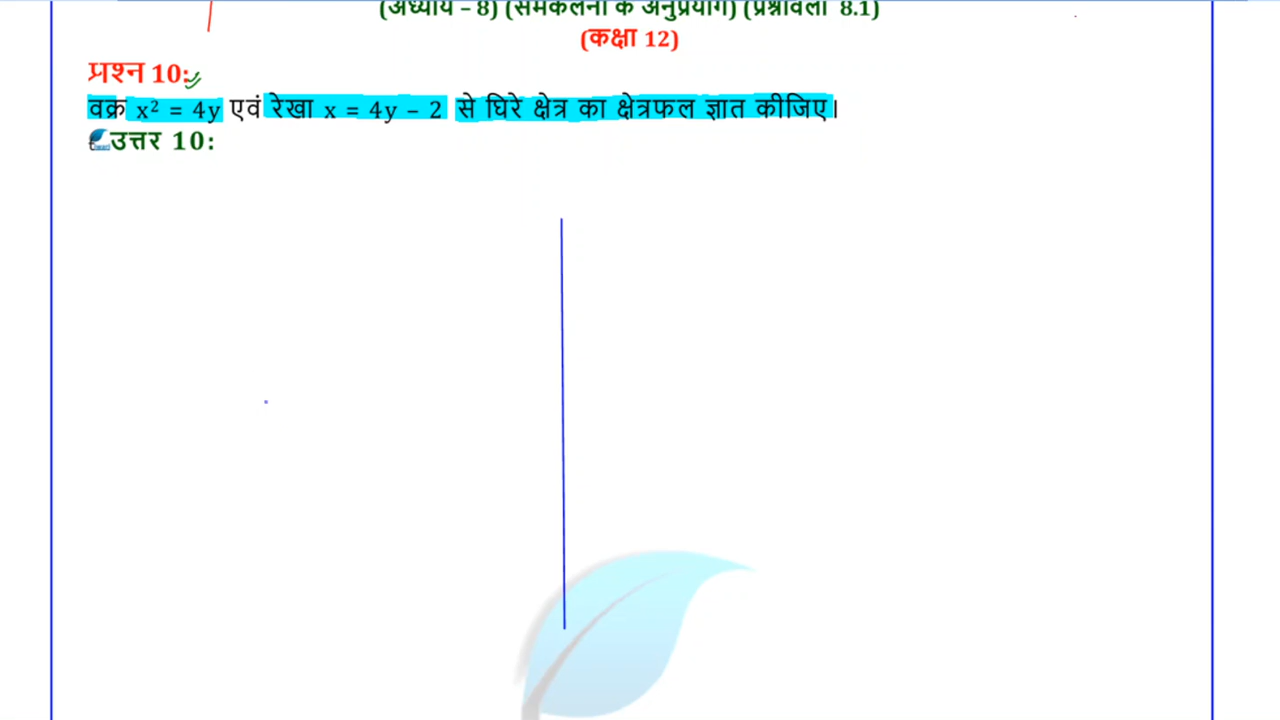 (अध्याय – 8) (समाकलनों के अनुप्रयोग) (प्रश्नावली 8.1)
(कक्षा 12)
प्रश्न 10:
वक्र x² = 4y एवं रेखा x = 4y – 2 से घिरे क्षेत्र का क्षेत्रफल ज्ञात कीजिए।
उत्तर 10: